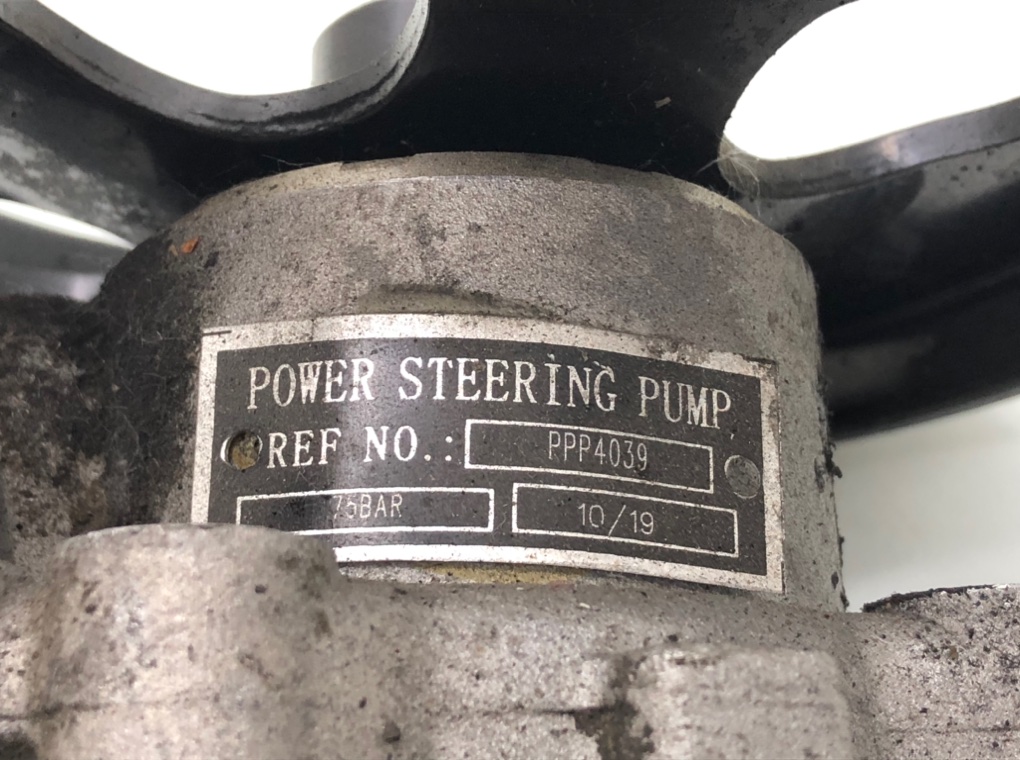 POWER STEERING PUMP
REF NO.: PPP4039
75BAR 10/19